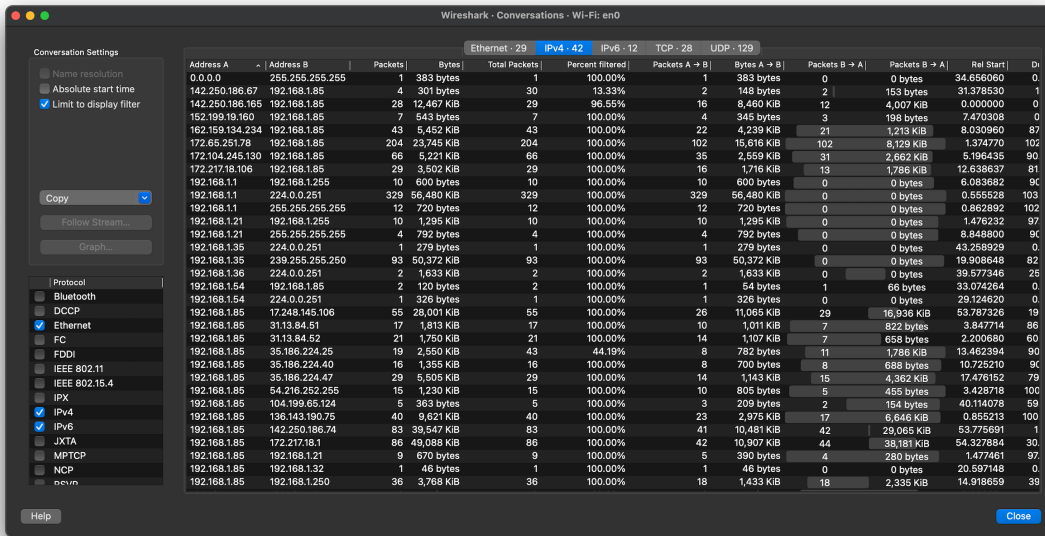 Wireshark · Conversations · Wi-Fi: en0
Conversation Settings
Name resolution
Absolute start time
Limit to display filter
Copy
Follow Stream...
Graph...
Protocol
Bluetooth
DCCP
Ethernet
FC
FDDI
IEEE 802.11
IEEE 802.15.4
IPX
IPv4
IPv6
JXTA
MPTCP
NCP
RSVP
Ethernet · 29 IPv4 · 42 IPv6 · 12 TCP · 28 UDP · 129
Address A Address B Packets Bytes Total Packets Percent filtered Packets A → B Bytes A → B Packets B → A Packets B → A Rel Start
0.0.0.0 255.255.255.255 1 383 bytes 1 100.00% 1 383 bytes 0 0 bytes 34.656060 0.
142.250.186.67 192.168.1.85 4 301 bytes 30 13.33% 2 148 bytes 2 153 bytes 31.378530 1
142.250.186.165 192.168.1.85 28 12,467 KiB 29 96.55% 16 8,460 KiB 12 4,007 KiB 0.000000 0
152.199.19.160 192.168.1.85 7 543 bytes 7 100.00% 4 345 bytes 3 198 bytes 7.470308 0
162.159.134.234 192.168.1.85 43 5,452 KiB 43 100.00% 22 4,239 KiB 21 1,213 KiB 8.030960 87
172.65.251.78 192.168.1.85 204 23,745 KiB 204 100.00% 102 15,616 KiB 102 8,129 KiB 1.374770 102
172.104.245.130 192.168.1.85 66 5,221 KiB 66 100.00% 35 2,559 KiB 31 2,662 KiB 5.196435 90.
172.217.18.106 192.168.1.85 29 3,502 KiB 29 100.00% 16 1,716 KiB 13 1,786 KiB 12.638637 81.
192.168.1.1 192.168.1.255 10 600 bytes 10 100.00% 10 600 bytes 0 0 bytes 6.083682 90
192.168.1.1 224.0.0.251 329 56,480 KiB 329 100.00% 329 56,480 KiB 0 0 bytes 0.555528 103
192.168.1.1 255.255.255.255 12 720 bytes 12 100.00% 12 720 bytes 0 0 bytes 0.862892 102
192.168.1.21 192.168.1.255 10 1,295 KiB 10 100.00% 10 1,295 KiB 0 0 bytes 1.476232 97
192.168.1.21 255.255.255.255 4 792 bytes 4 100.00% 4 792 bytes 0 0 bytes 8.848800 90
192.168.1.35 224.0.0.251 1 279 bytes 1 100.00% 1 279 bytes 0 0 bytes 43.258929 0.
192.168.1.35 239.255.255.250 93 50,372 KiB 93 100.00% 93 50,372 KiB 0 0 bytes 19.908648 82
192.168.1.36 224.0.0.251 2 1,633 KiB 2 100.00% 2 1,633 KiB 0 0 bytes 39.577346 25
192.168.1.54 192.168.1.85 2 120 bytes 2 100.00% 1 54 bytes 1 66 bytes 33.074264 0.
192.168.1.54 224.0.0.251 1 326 bytes 1 100.00% 1 326 bytes 0 0 bytes 29.124620 0.
192.168.1.85 17.248.145.106 55 28,001 KiB 55 100.00% 26 11,065 KiB 29 16,936 KiB 53.787326 19
192.168.1.85 31.13.84.51 17 1,813 KiB 17 100.00% 10 1,011 KiB 7 822 bytes 3.847714 86
192.168.1.85 31.13.84.52 21 1,750 KiB 21 100.00% 14 1,107 KiB 7 658 bytes 2.200680 60
192.168.1.85 35.186.224.25 19 2,550 KiB 43 44.19% 8 782 bytes 11 1,786 KiB 13.462394 90
192.168.1.85 35.186.224.40 16 1,355 KiB 16 100.00% 8 700 bytes 8 688 bytes 10.725210 90
192.168.1.85 35.186.224.47 29 5,505 KiB 29 100.00% 14 1,143 KiB 15 4,362 KiB 17.476152 79
192.168.1.85 54.216.252.255 15 1,230 KiB 15 100.00% 10 805 bytes 5 455 bytes 3.428718 100
192.168.1.85 104.199.65.124 5 363 bytes 5 100.00% 3 209 bytes 2 154 bytes 40.114078 59
192.168.1.85 136.143.190.75 40 9,621 KiB 40 100.00% 23 2,975 KiB 17 6,646 KiB 0.855213 100
192.168.1.85 142.250.186.74 83 39,547 KiB 83 100.00% 41 10,481 KiB 42 29,065 KiB 53.775691 1
192.168.1.85 172.217.18.1 86 49,088 KiB 86 100.00% 42 10,907 KiB 44 38,181 KiB 54.327884 30.
192.168.1.85 192.168.1.21 9 670 bytes 9 100.00% 5 390 bytes 4 280 bytes 1.477461 97.
192.168.1.85 192.168.1.32 1 46 bytes 1 100.00% 1 46 bytes 0 0 bytes 20.597148 0.
192.168.1.85 192.168.1.250 36 3,768 KiB 36 100.00% 18 1,433 KiB 18 2,335 KiB 14.918659 39
Help
Close